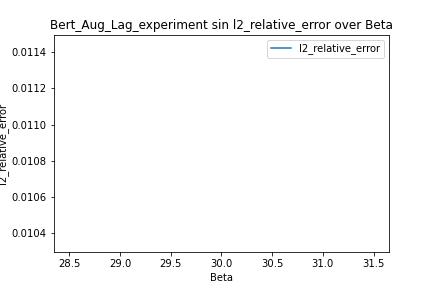 Bert_Aug_Lag_experiment sin l2_relative_error over Beta
l2_relative_error
0.0114
0.0112
0.0110
0.0108
0.0106
0.0104
l2_relative_error
28.5 29.0 29.5 30.0 30.5 31.0 31.5
Beta